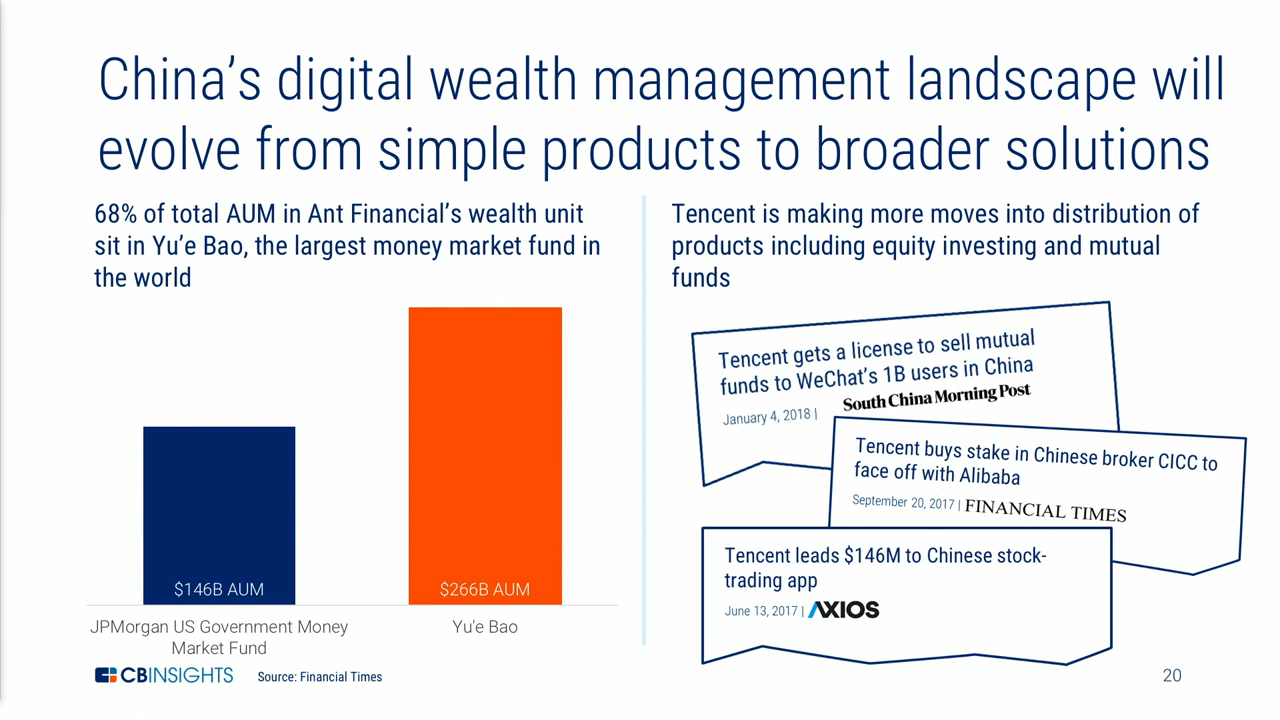 China's digital wealth management landscape will
evolve from simple products to broader solutions
68% of total AUM in Ant Financial's wealth unit
sit in Yu'e Bao, the largest money market fund in
the world
$146B AUM
$266B AUM
JPMorgan US Government Money
Market Fund
Yu'e Bao
Tencent is making more moves into distribution of
products including equity investing and mutual
funds
Tencent gets a license to sell mutual
funds to WeChat's 1B users in China
January 4, 2018 | South China Morning Post
Tencent buys stake in Chinese broker CICC to
face off with Alibaba
September 20, 2017 | FINANCIAL TIMES
Tencent leads $146M to Chinese stock-
trading app
June 13, 2017 | AXIOS
CBINSIGHTS
Source: Financial Times
20